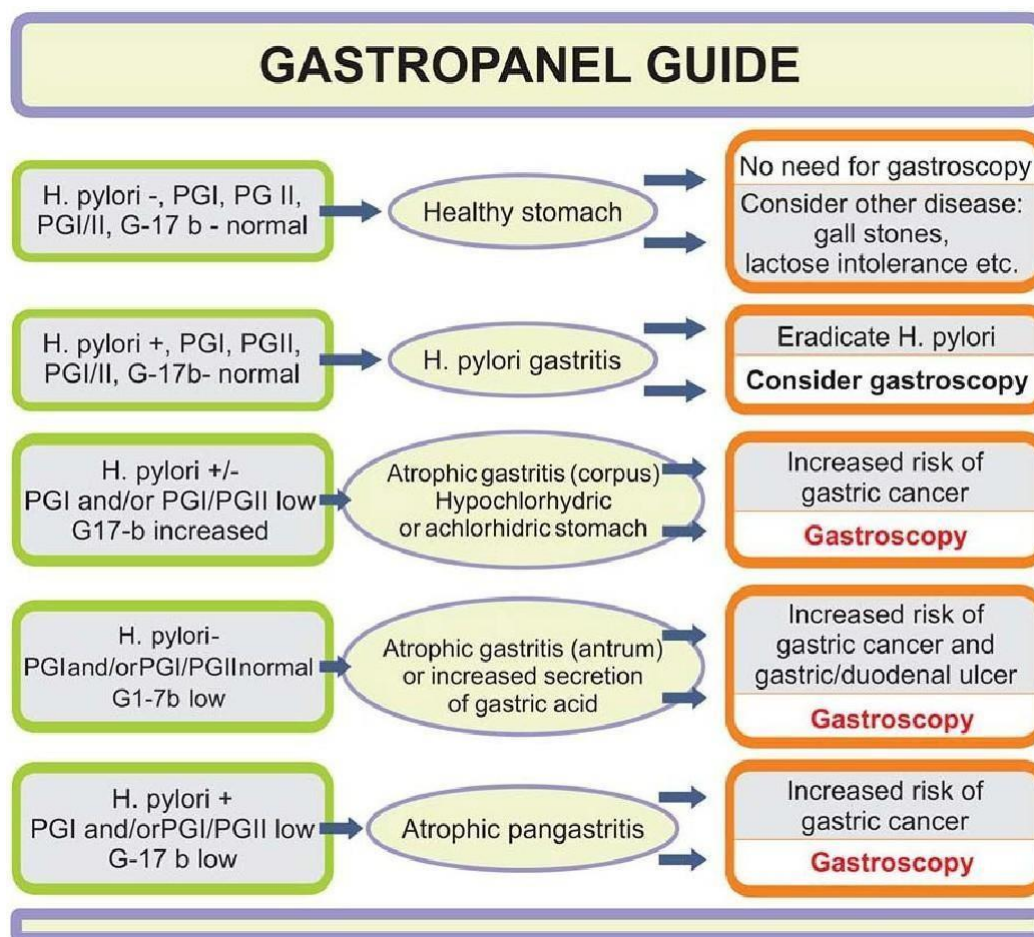 GASTROPANEL GUIDE
H. pylori -, PGI, PG II,
PGI/II, G-17 b - normal
Healthy stomach
No need for gastroscopy
Consider other disease:
gall stones,
lactose intolerance etc.
H. pylori +, PGI, PGII,
PGI/II, G-17b- normal
H. pylori gastritis
Eradicate H. pylori
Consider gastroscopy
H. pylori +/-
PGI and/or PGI/PGII low
G17-b increased
Atrophic gastritis (corpus)
Hypochlorhydric
or achlorhidric stomach
Increased risk of
gastric cancer
Gastroscopy
H. pylori-
PGIand/orPGI/PGIInormal
G1-7b low
Atrophic gastritis (antrum)
or increased secretion
of gastric acid
Increased risk of
gastric cancer and
gastric/duodenal ulcer
Gastroscopy
H. pylori +
PGI and/orPGI/PGII low
G-17 b low
Atrophic pangastritis
Increased risk of
gastric cancer
Gastroscopy